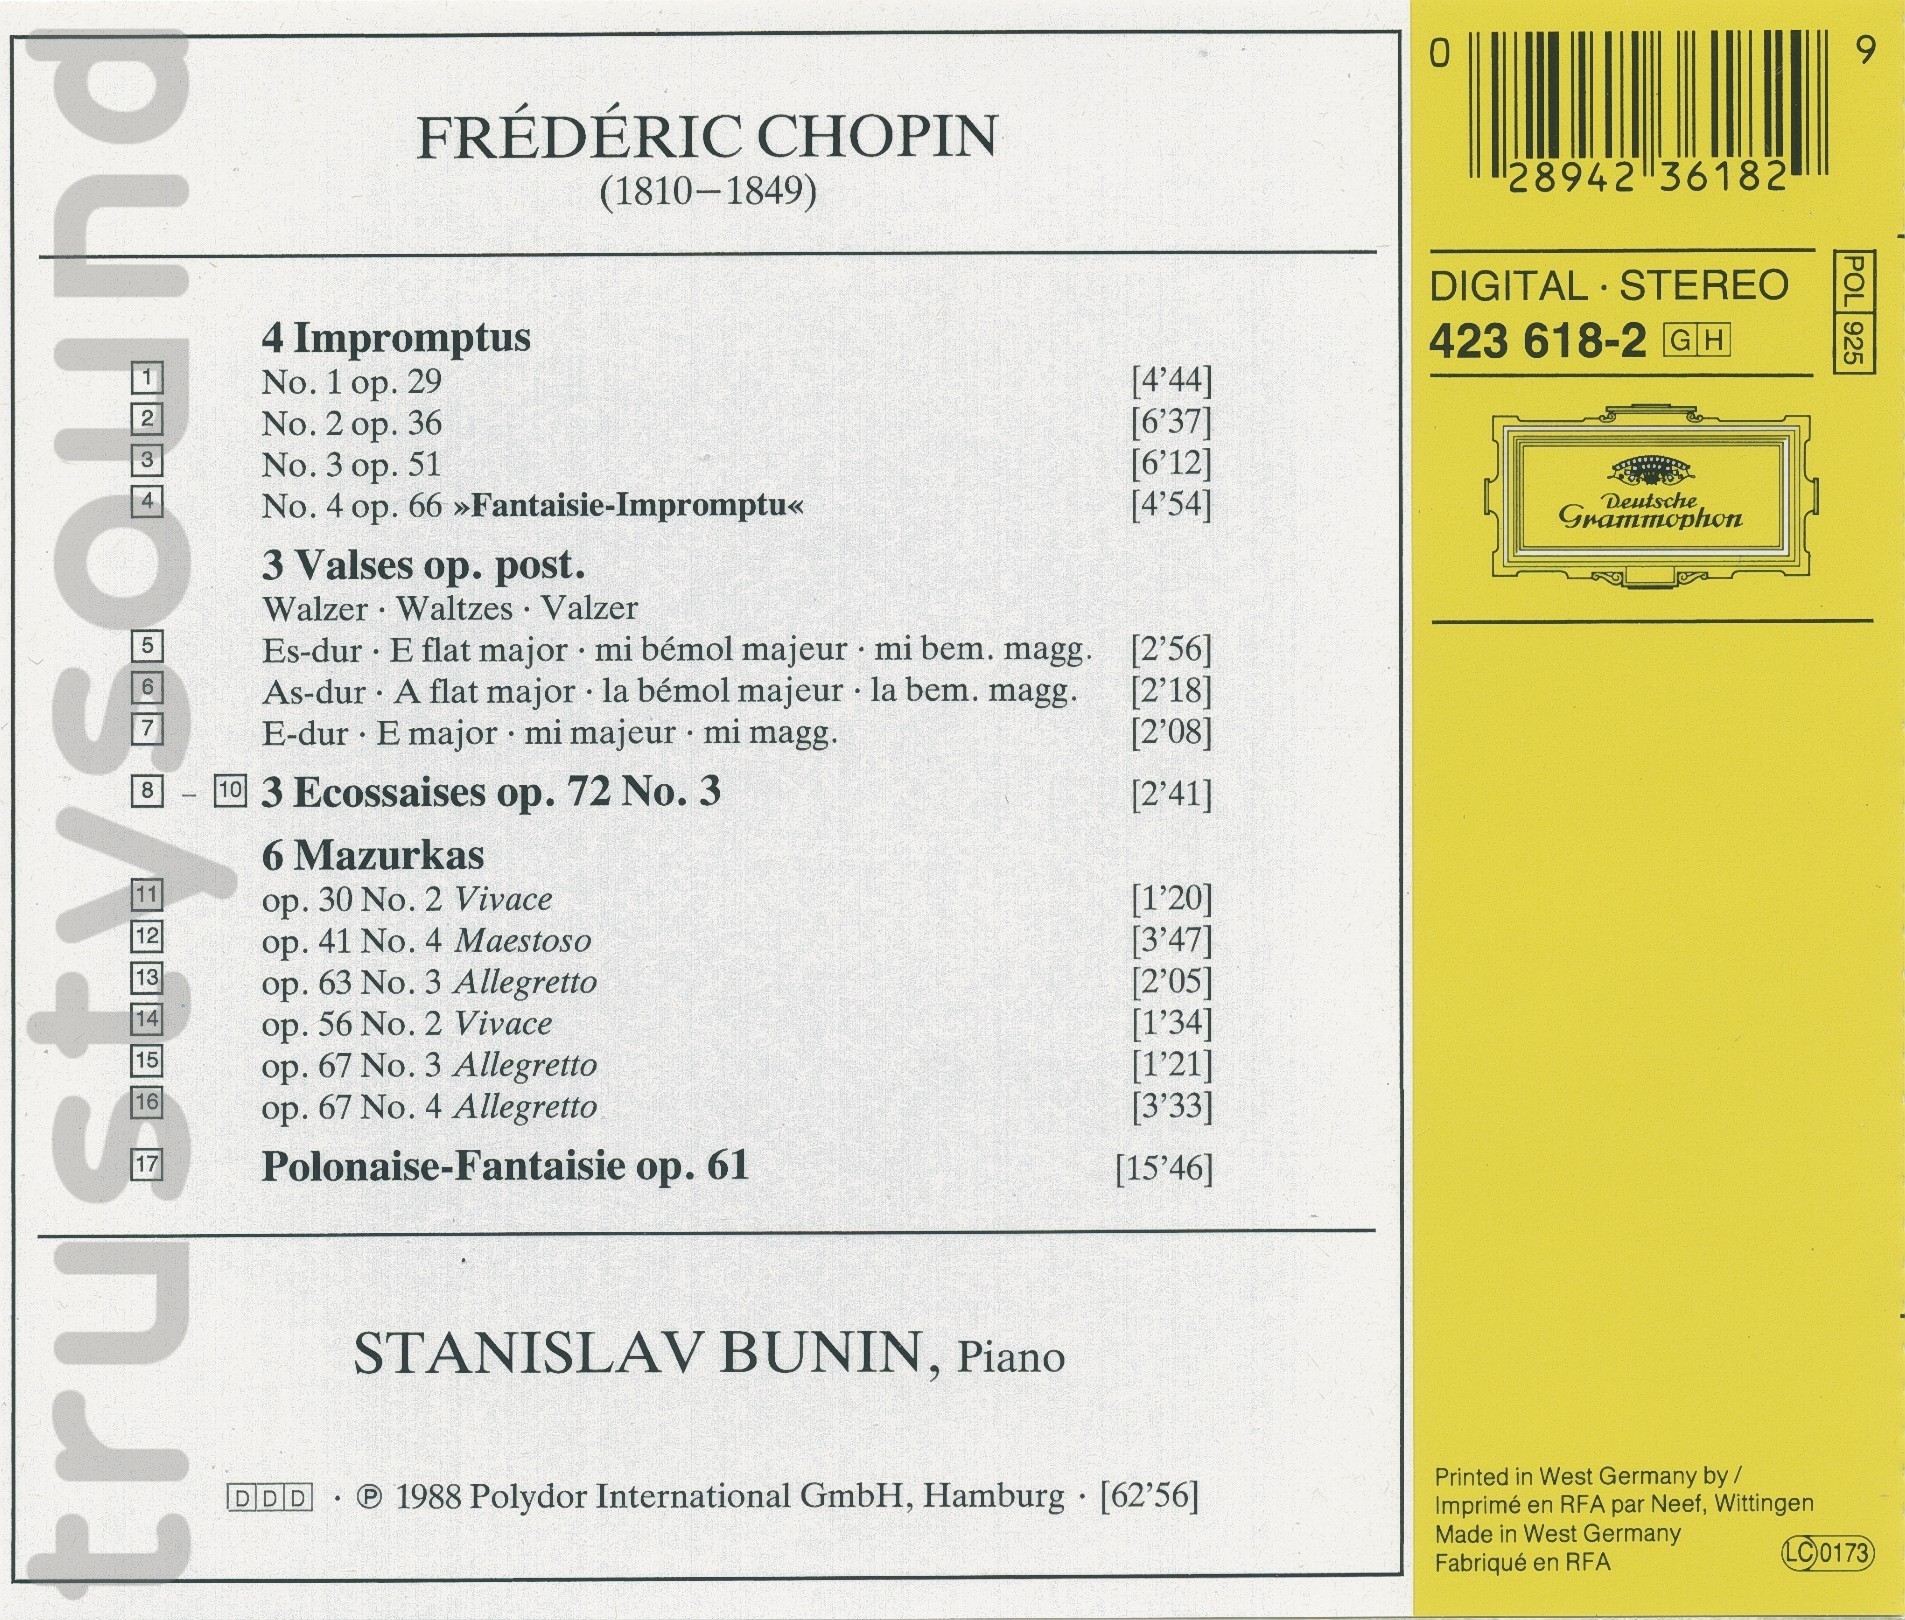 FRÉDÉRIC CHOPIN
(1810–1849)
4 Impromptus
1 No. 1 op. 29 [4’44]
2 No. 2 op. 36 [6’37]
3 No. 3 op. 51 [6’12]
4 No. 4 op. 66 »Fantaisie-Impromptu« [4’54]
3 Valses op. post.
Walzer · Waltzes · Valzer
5 Es-dur · E flat major · mi bémol majeur · mi bem. magg. [2’56]
6 As-dur · A flat major · la bémol majeur · la bem. magg. [2’18]
7 E-dur · E major · mi majeur · mi magg. [2’08]
8 – 10 3 Ecossaises op. 72 No. 3 [2’41]
6 Mazurkas
11 op. 30 No. 2 Vivace [1’20]
12 op. 41 No. 4 Maestoso [3’47]
13 op. 63 No. 3 Allegretto [2’05]
14 op. 56 No. 2 Vivace [1’34]
15 op. 67 No. 3 Allegretto [1’21]
16 op. 67 No. 4 Allegretto [3’33]
17 Polonaise-Fantaisie op. 61 [15’46]
STANISLAV BUNIN, Piano
DDD · ℗ 1988 Polydor International GmbH, Hamburg · [62’56]
trustysound
0 28942 36182 9
DIGITAL · STEREO
423 618-2 GH
POL 925
Deutsche
Grammophon
Printed in West Germany by /
Imprimé en RFA par Neef, Wittingen
Made in West Germany
Fabriqué en RFA
LC 0173